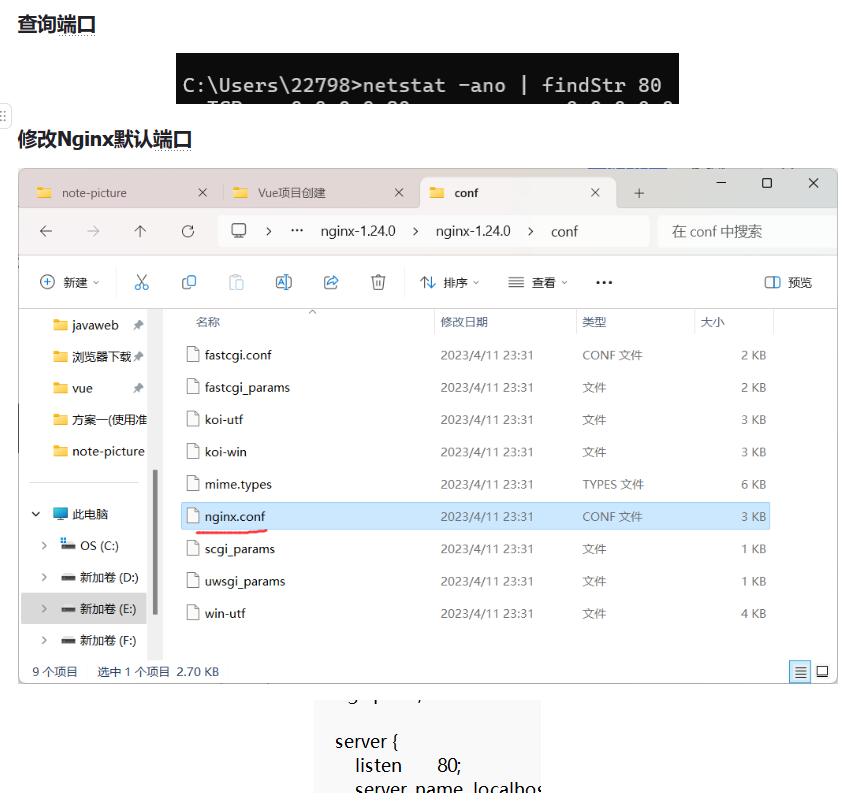 查询端口
C:\Users\22798>netstat -ano | findStr 80
修改Nginx默认端口
note-picture
Vue项目创建
conf
nginx-1.24.0 > nginx-1.24.0 > conf
在 conf 中搜索
新建
排序
查看
预览
javaweb
浏览器下载
vue
方案一(使用准
note-picture
此电脑
OS (C:)
新加卷 (D:)
新加卷 (E:)
新加卷 (F:)
名称 修改日期 类型 大小
fastcgi.conf 2023/4/11 23:31 CONF 文件 2 KB
fastcgi_params 2023/4/11 23:31 文件 2 KB
koi-utf 2023/4/11 23:31 文件 3 KB
koi-win 2023/4/11 23:31 文件 3 KB
mime.types 2023/4/11 23:31 TYPES 文件 6 KB
nginx.conf 2023/4/11 23:31 CONF 文件 3 KB
scgi_params 2023/4/11 23:31 文件 1 KB
uwsgi_params 2023/4/11 23:31 文件 1 KB
win-utf 2023/4/11 23:31 文件 4 KB
9 个项目 选中 1 个项目 2.70 KB
server {
listen 80;
server_name localhos